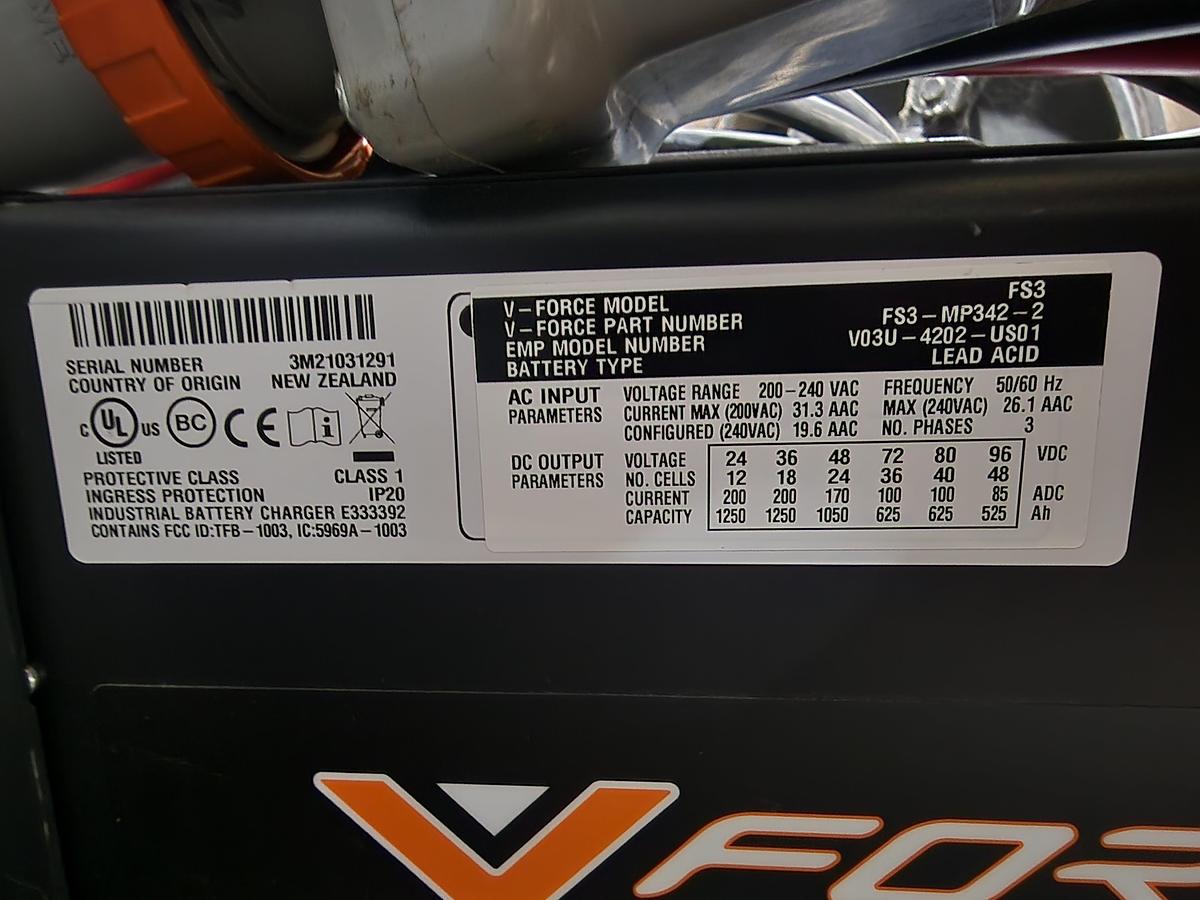 SERIAL NUMBER 3M21031291
COUNTRY OF ORIGIN NEW ZEALAND
C UL US BC CE i
LISTED
PROTECTIVE CLASS CLASS 1
INGRESS PROTECTION IP20
INDUSTRIAL BATTERY CHARGER E333392
CONTAINS FCC ID:TFB-1003, IC:5969A-1003
V-FORCE MODEL FS3
V-FORCE PART NUMBER FS3-MP342-2
EMP MODEL NUMBER V03U-4202-US01
BATTERY TYPE LEAD ACID
AC INPUT VOLTAGE RANGE 200-240 VAC FREQUENCY 50/60 Hz
PARAMETERS CURRENT MAX (200VAC) 31.3 AAC MAX (240VAC) 26.1 AAC
CONFIGURED (240VAC) 19.6 AAC NO. PHASES 3
DC OUTPUT VOLTAGE 24 36 48 72 80 96 VDC
PARAMETERS NO. CELLS 12 18 24 36 40 48
CURRENT 200 200 170 100 100 85 ADC
CAPACITY 1250 1250 1050 625 625 525 Ah
V FOR